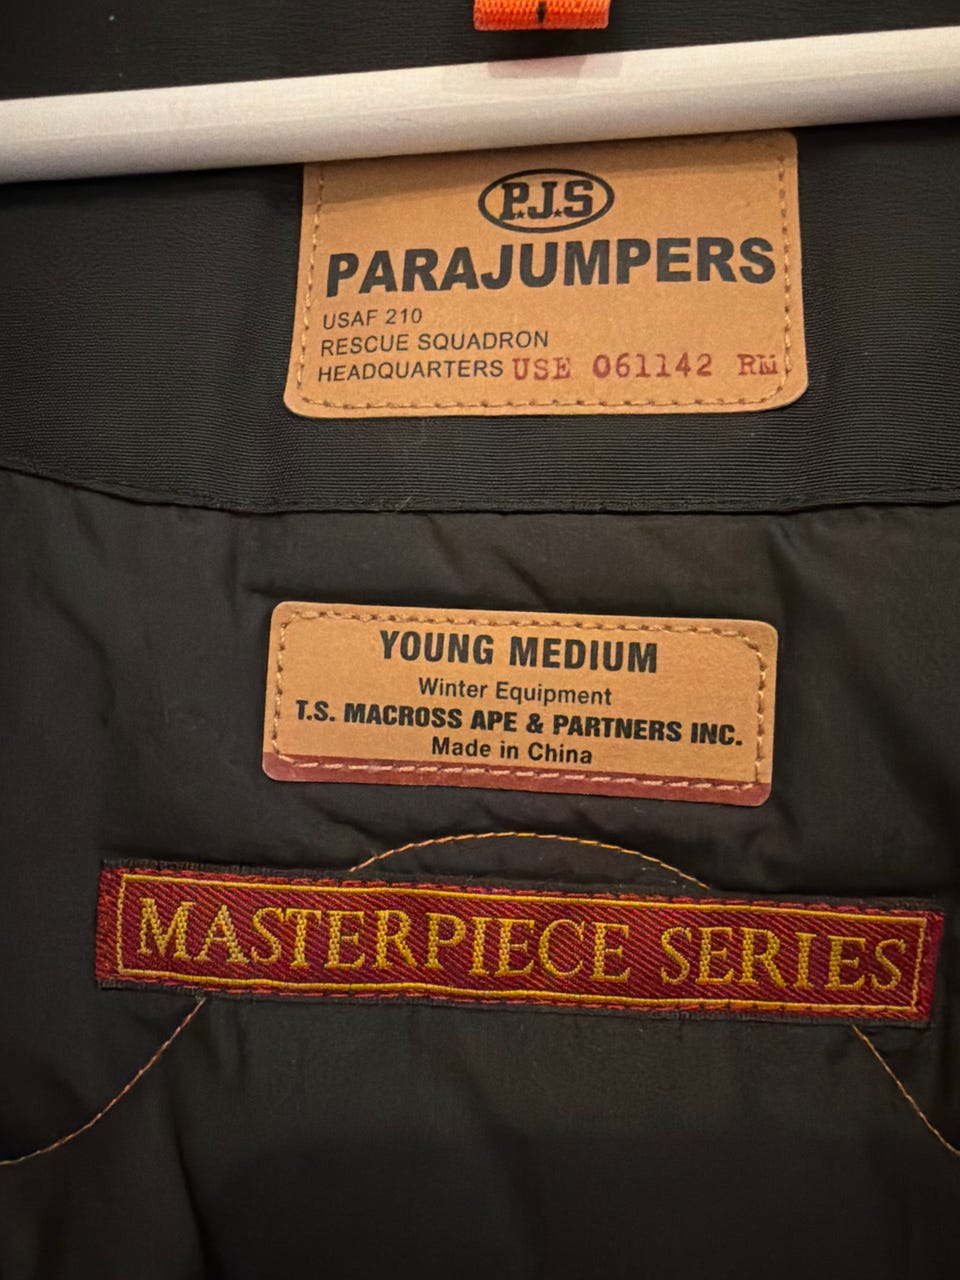 P.J.S
PARAJUMPERS
USAF 210
RESCUE SQUADRON
HEADQUARTERS USE 061142 RM
YOUNG MEDIUM
Winter Equipment
T.S. MACROSS APE & PARTNERS INC.
Made in China
MASTERPIECE SERIES